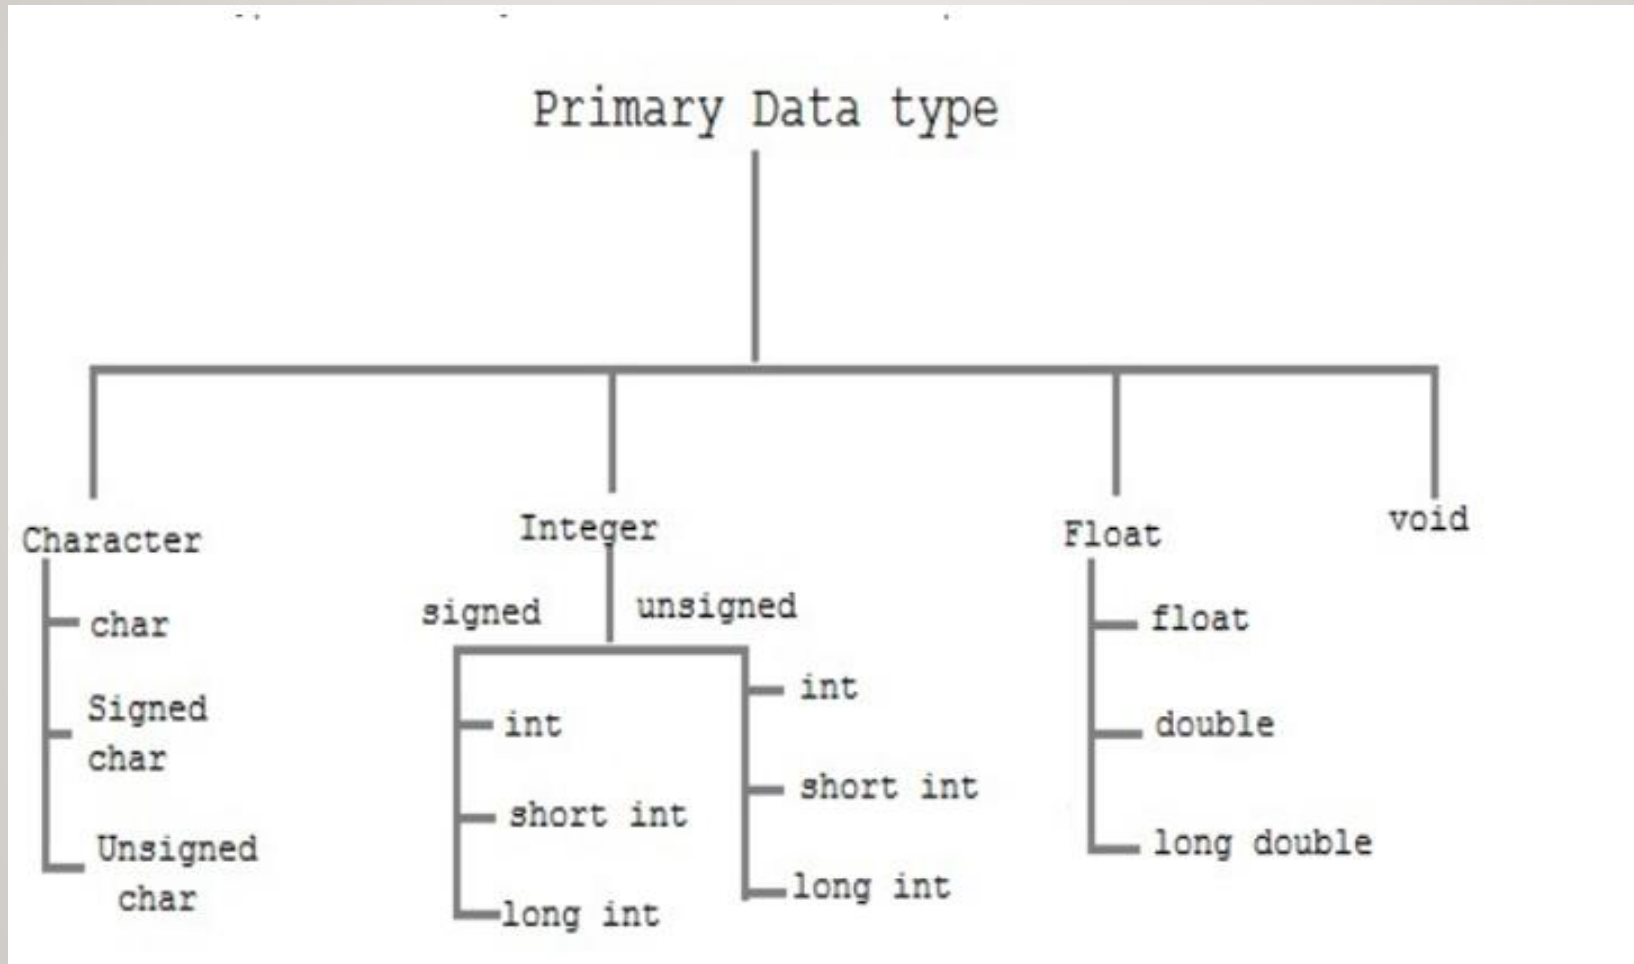 Primary Data type
Character
Integer
Float
void
char
Signed
char
Unsigned
char
signed
unsigned
int
short int
long int
int
short int
long int
float
double
long double